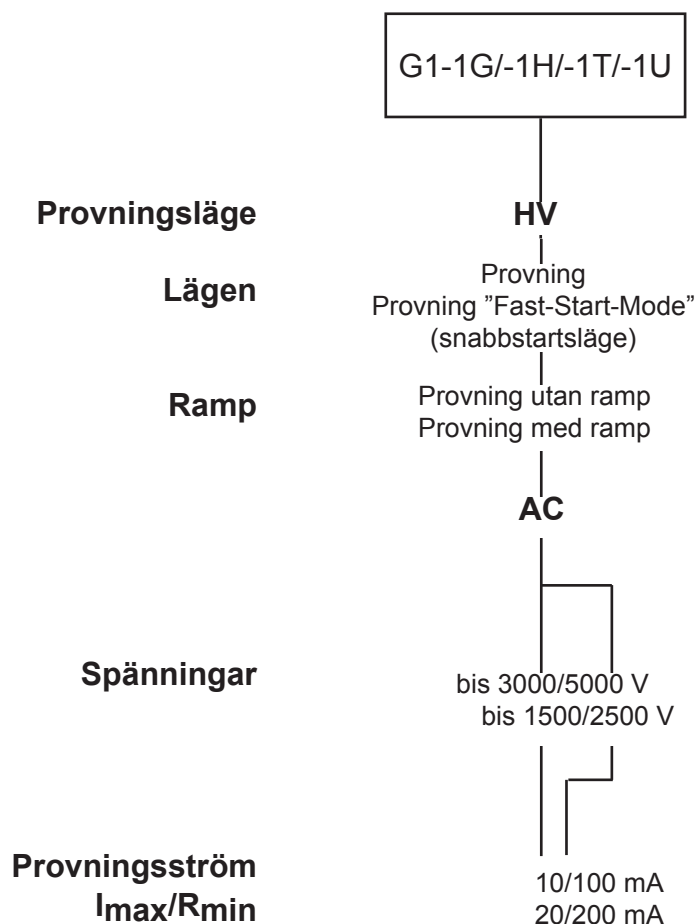 G1-1G/-1H/-1T/-1U
Provningsläge
HV
Lägen
Provning
Provning ”Fast-Start-Mode”
(snabbstartsläge)
Ramp
Provning utan ramp
Provning med ramp
AC
Spänningar
bis 3000/5000 V
bis 1500/2500 V
Provningsström
Imax/Rmin
10/100 mA
20/200 mA